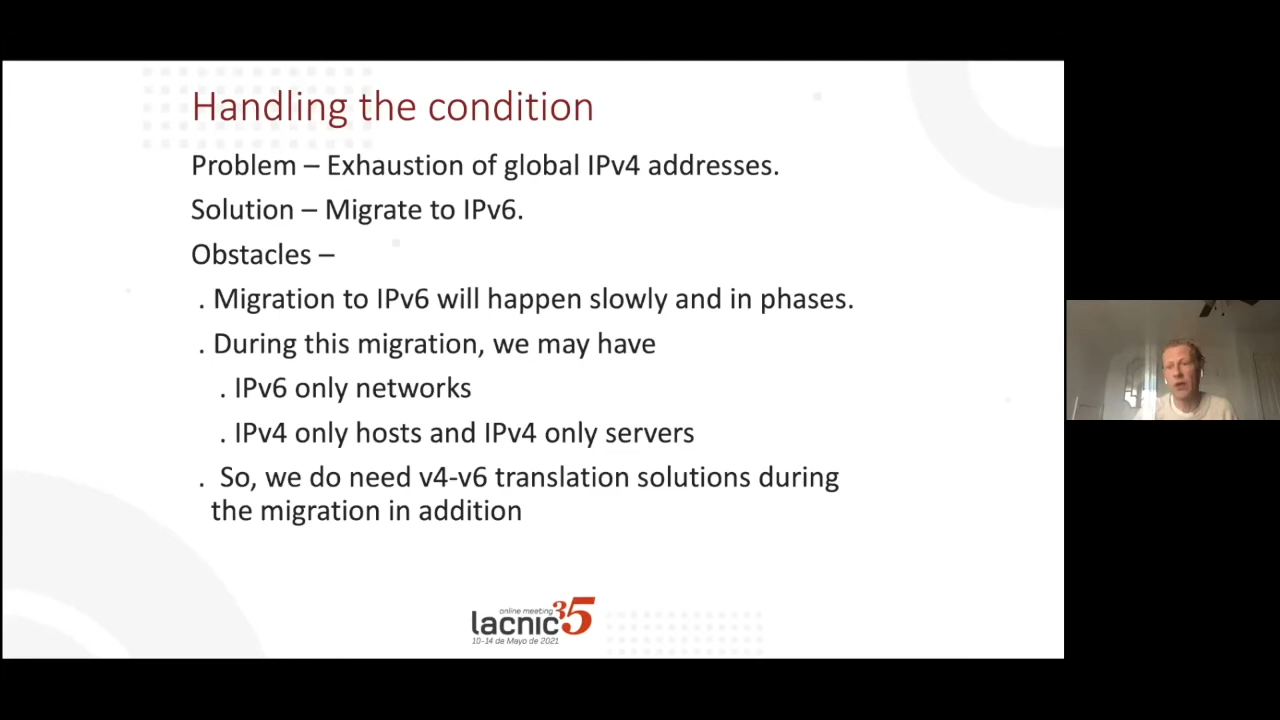 Handling the condition
Problem – Exhaustion of global IPv4 addresses.
Solution – Migrate to IPv6.
Obstacles –
. Migration to IPv6 will happen slowly and in phases.
. During this migration, we may have
. IPv6 only networks
. IPv4 only hosts and IPv4 only servers
. So, we do need v4-v6 translation solutions during
the migration in addition
online meeting
lacnic35
10-14 de Mayo de 2021